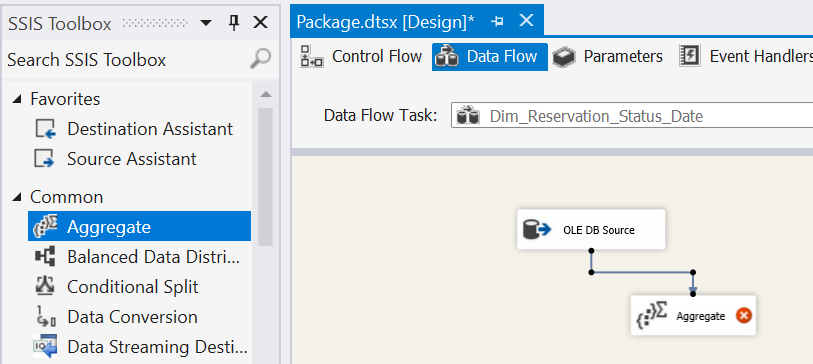 SSIS Toolbox
Search SSIS Toolbox
Favorites
Destination Assistant
Source Assistant
Common
Aggregate
Balanced Data Distri...
Conditional Split
Data Conversion
Data Streaming Desti...
Package.dtsx [Design]*
Control Flow
Data Flow
Parameters
Event Handlers
Data Flow Task:
Dim_Reservation_Status_Date
OLE DB Source
Aggregate